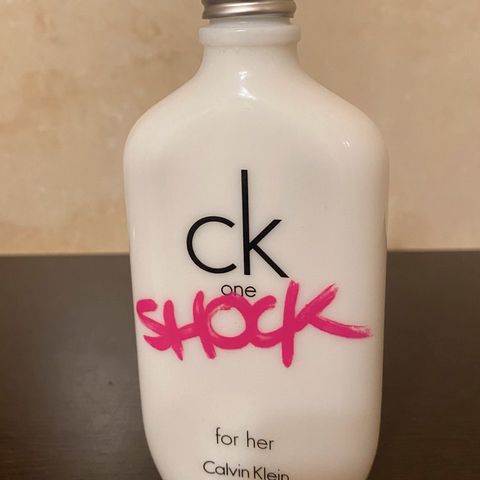 ck
one
SHOCK
for her
Calvin Klein